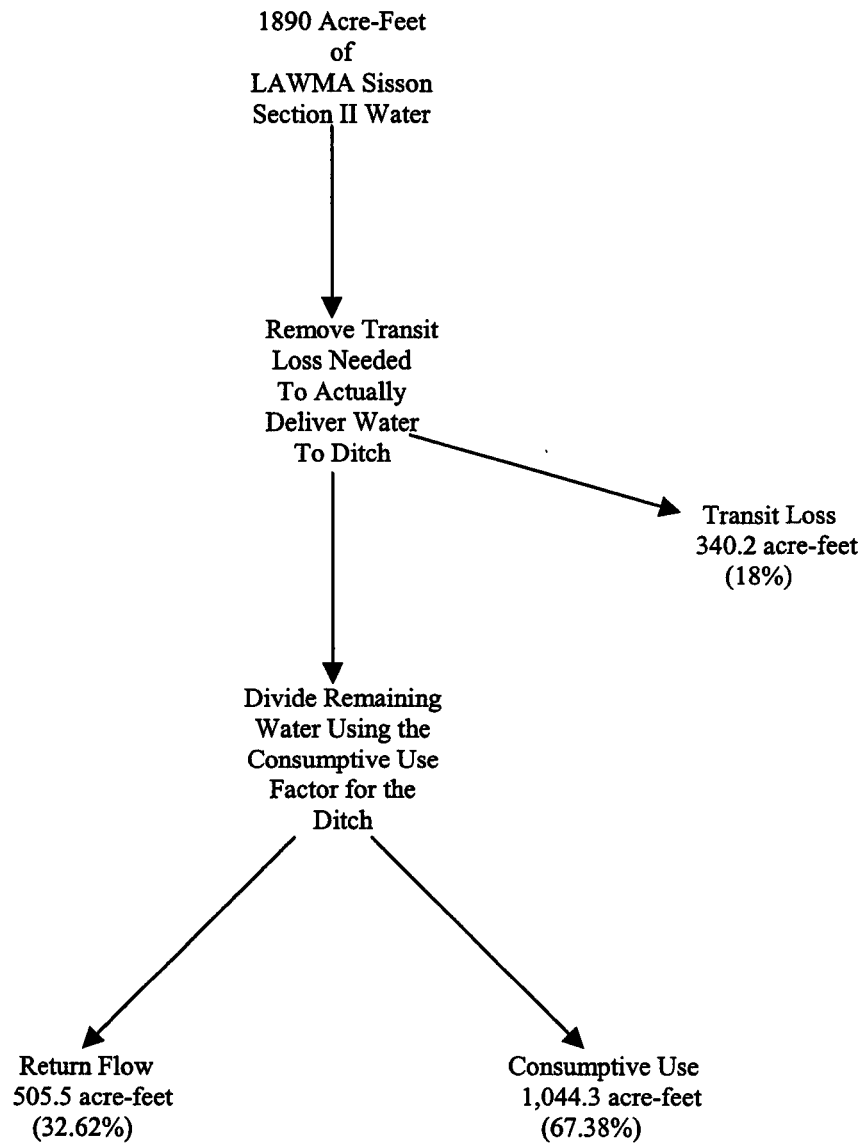 1890 Acre-Feet
of
LAWMA Sisson
Section II Water
Remove Transit
Loss Needed
To Actually
Deliver Water
To Ditch
Transit Loss
340.2 acre-feet
(18%)
Divide Remaining
Water Using the
Consumptive Use
Factor for the
Ditch
Return Flow
505.5 acre-feet
(32.62%)
Consumptive Use
1,044.3 acre-feet
(67.38%)